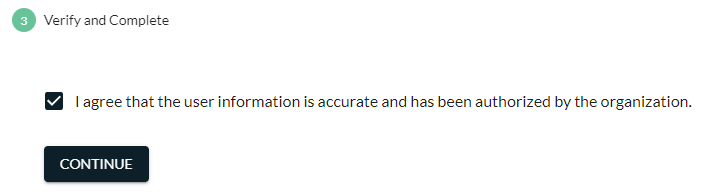 3 Verify and Complete
I agree that the user information is accurate and has been authorized by the organization.
CONTINUE